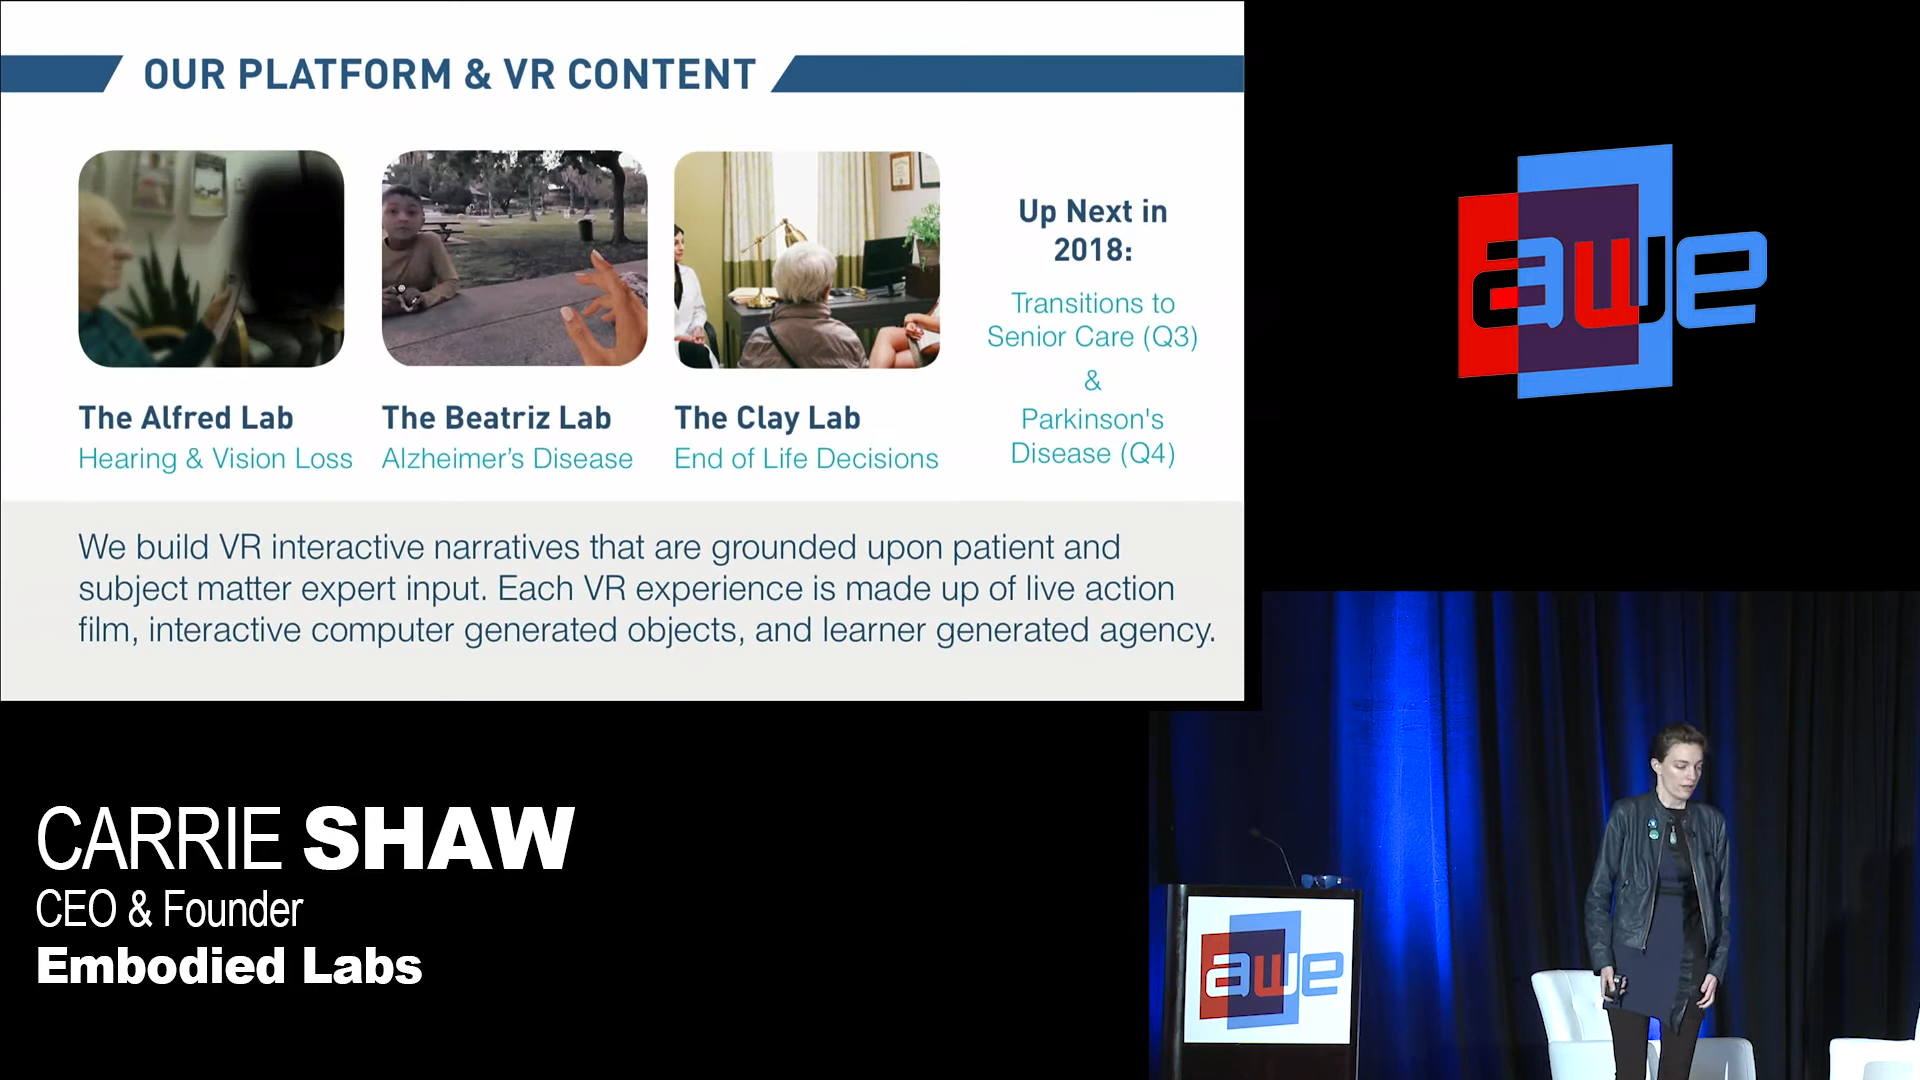 OUR PLATFORM & VR CONTENT
The Alfred Lab
Hearing & Vision Loss
The Beatriz Lab
Alzheimer's Disease
The Clay Lab
End of Life Decisions
Up Next in
2018:
Transitions to
Senior Care (Q3)
&
Parkinson's
Disease (Q4)
We build VR interactive narratives that are grounded upon patient and
subject matter expert input. Each VR experience is made up of live action
film, interactive computer generated objects, and learner generated agency.
awe
CARRIE SHAW
CEO & Founder
Embodied Labs
awe